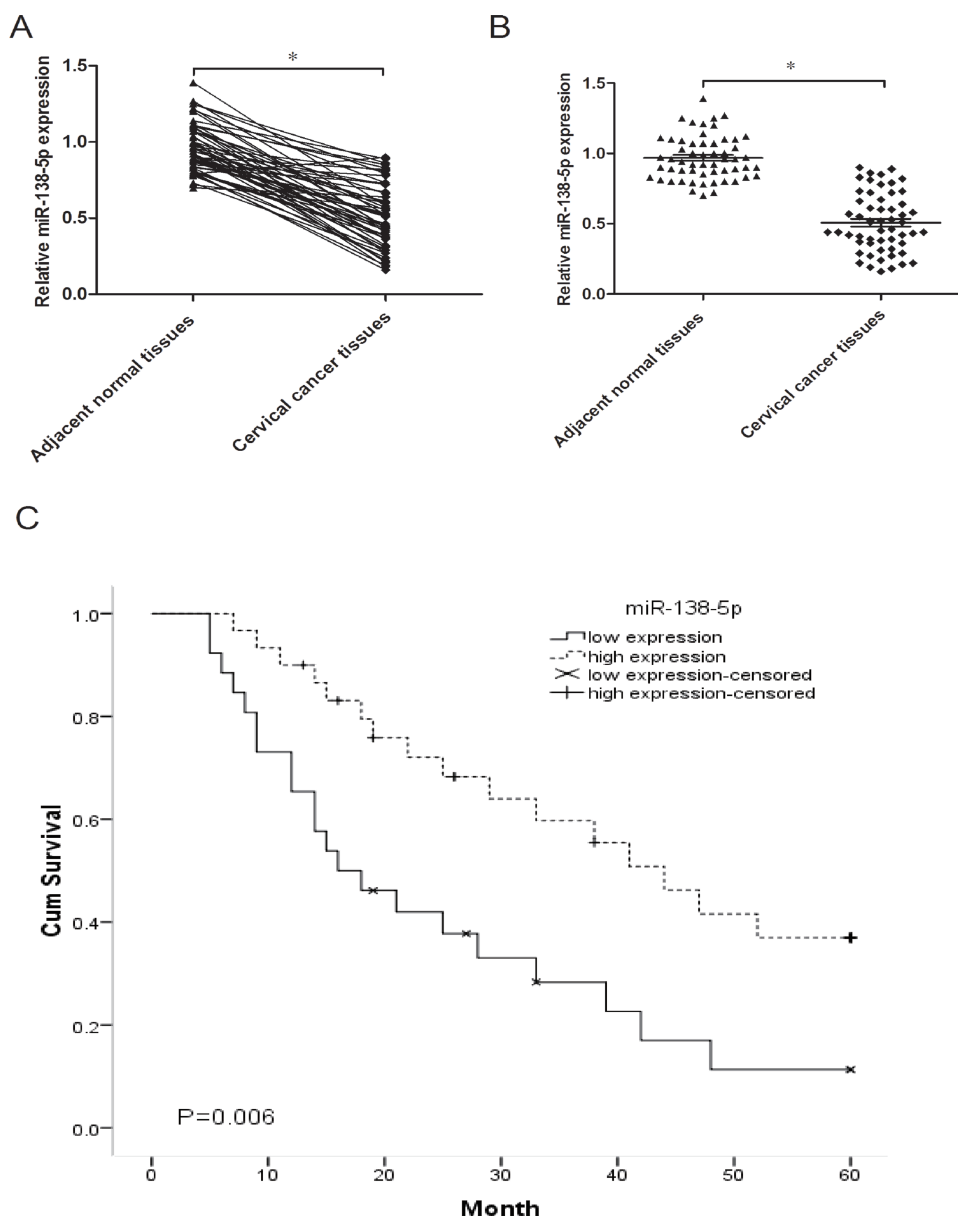 A
Relative miR-138-5p expression
1.5
1.0
0.5
0.0
*
Adjacent normal tissues
Cervical cancer tissues
B
Relative miR-138-5p expression
1.5
1.0
0.5
0.0
*
Adjacent normal tissues
Cervical cancer tissues
C
Cum Survival
1.0
0.8
0.6
0.4
0.2
0.0
miR-138-5p
low expression
high expression
low expression-censored
high expression-censored
P=0.006
0 10 20 30 40 50 60
Month